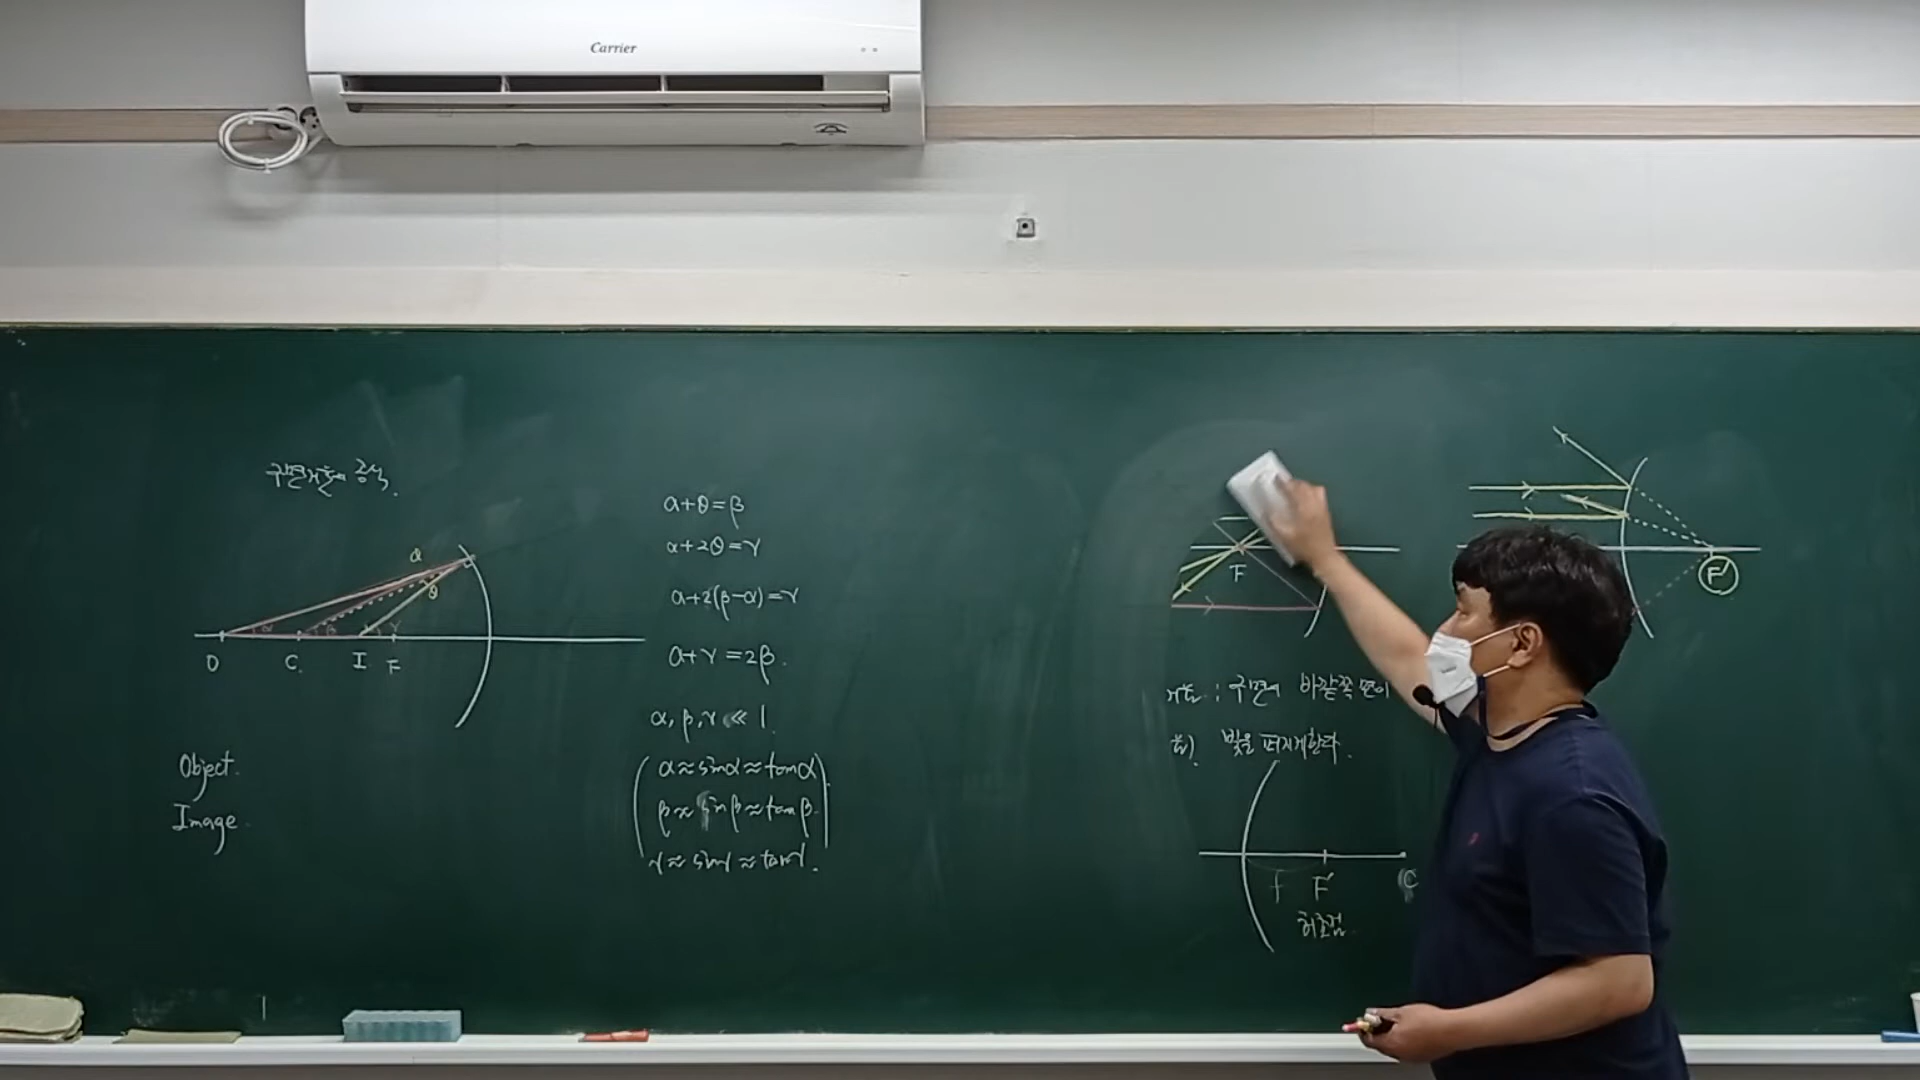 Carrier
구면거울의 공식.
α+θ=β
α+2θ=γ
α+2(β-α)=γ
α+γ=2β.
α, β, γ ≪ 1.
α≈sinα≈tanα
β≈sinβ≈tanβ
γ≈sinγ≈tanγ.
α
θ
α β γ
O C. I F
Object.
Image
F
F'
: 구면의 바깥쪽 면이
빛을 퍼지게한다.
f F' C
허초점.